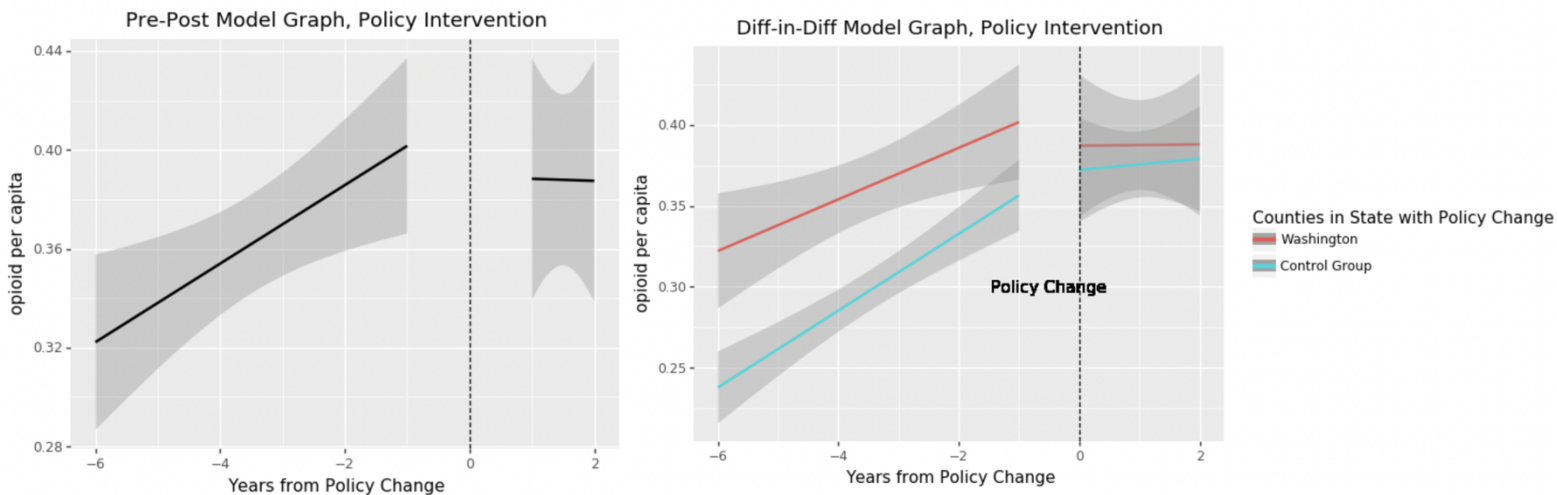 Pre-Post Model Graph, Policy Intervention
0.44
0.40
0.36
0.32
0.28
opioid per capita
−6 −4 −2 0 2
Years from Policy Change
Diff-in-Diff Model Graph, Policy Intervention
0.40
0.35
0.30
0.25
opioid per capita
Policy Change
−6 −4 −2 0 2
Years from Policy Change
Counties in State with Policy Change
Washington
Control Group